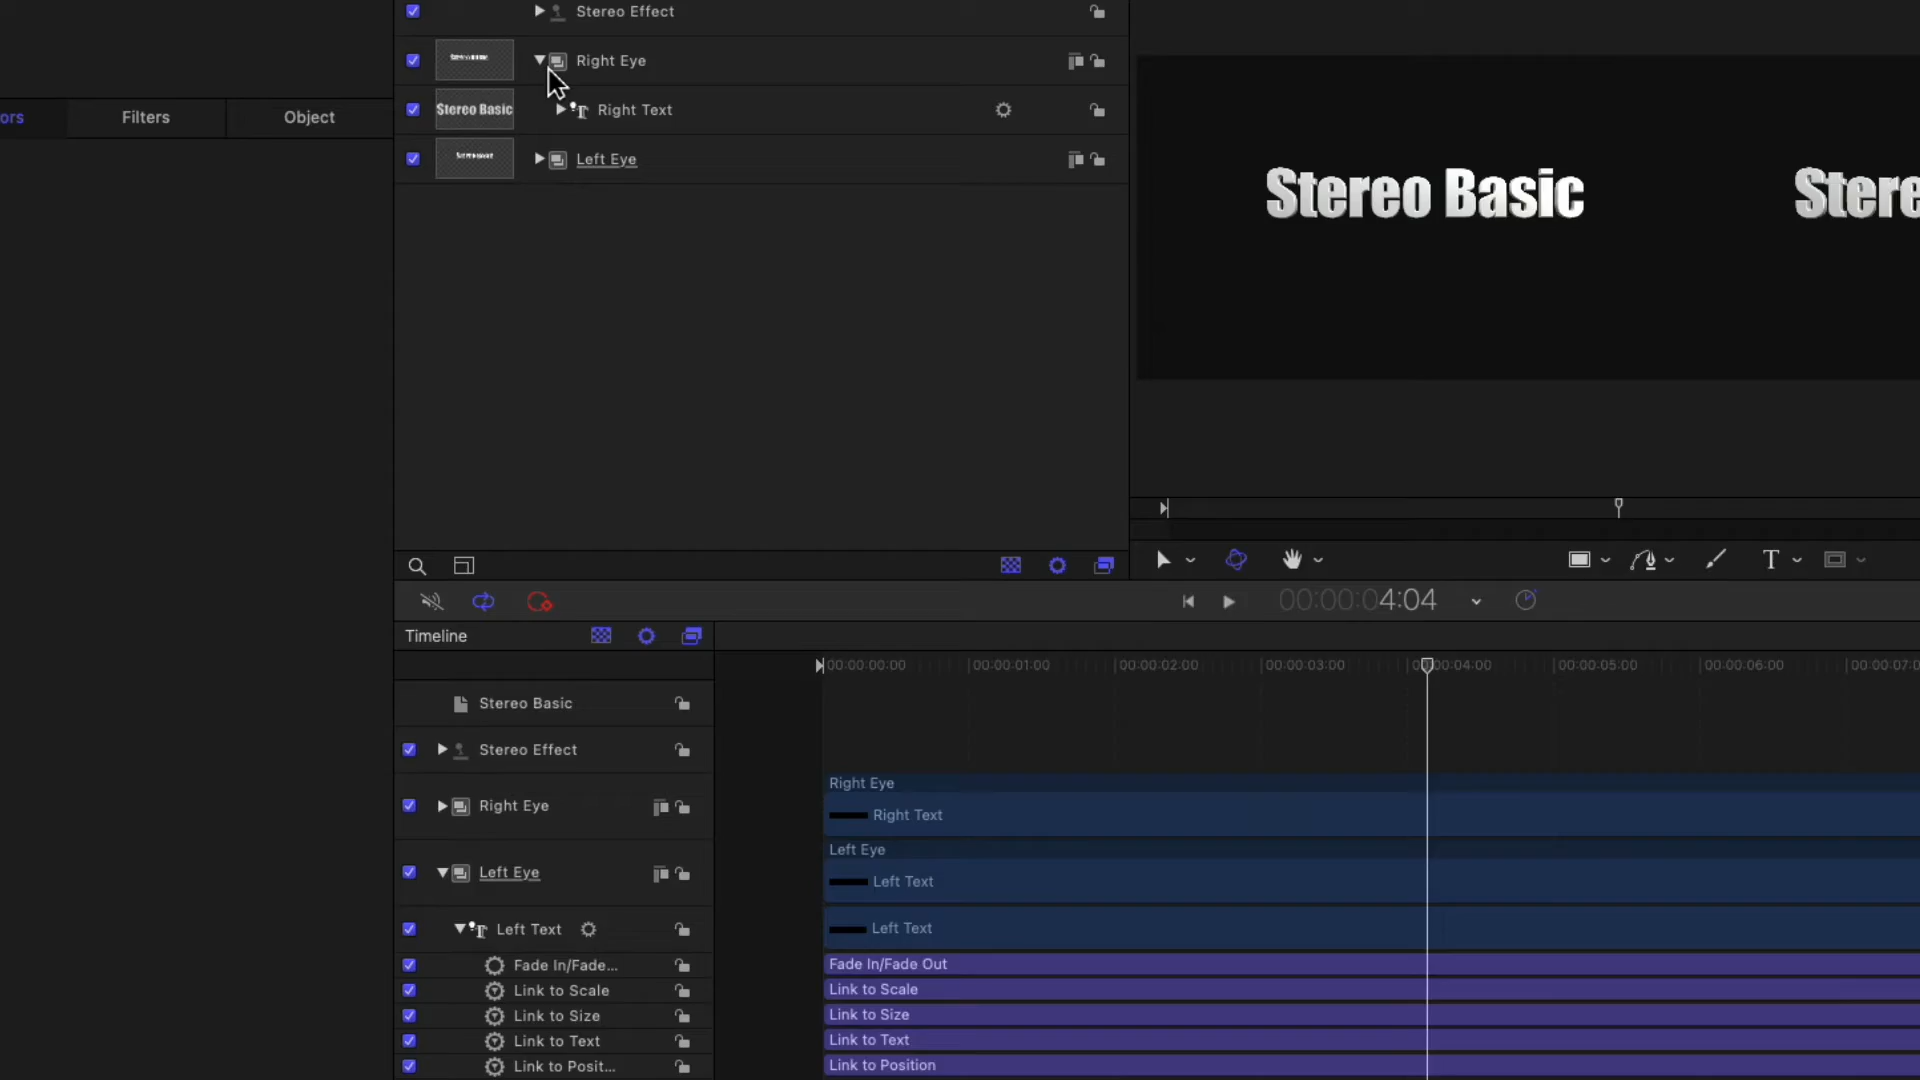 Stereo Effect
Right Eye
Stereo Basic
Right Text
Left Eye
ors
Filters
Object
Stereo Basic
Stere
00:00:04:04
Timeline
00:00:00:00
00:00:01:00
00:00:02:00
00:00:03:00
00:00:05:00
00:00:06:00
00:00:07:0
Stereo Basic
Stereo Effect
Right Eye
Right Eye
Right Text
Left Eye
Left Eye
Left Text
Left Text
Left Text
Fade In/Fade...
Fade In/Fade Out
Link to Scale
Link to Scale
Link to Size
Link to Size
Link to Text
Link to Text
Link to Posit...
Link to Position